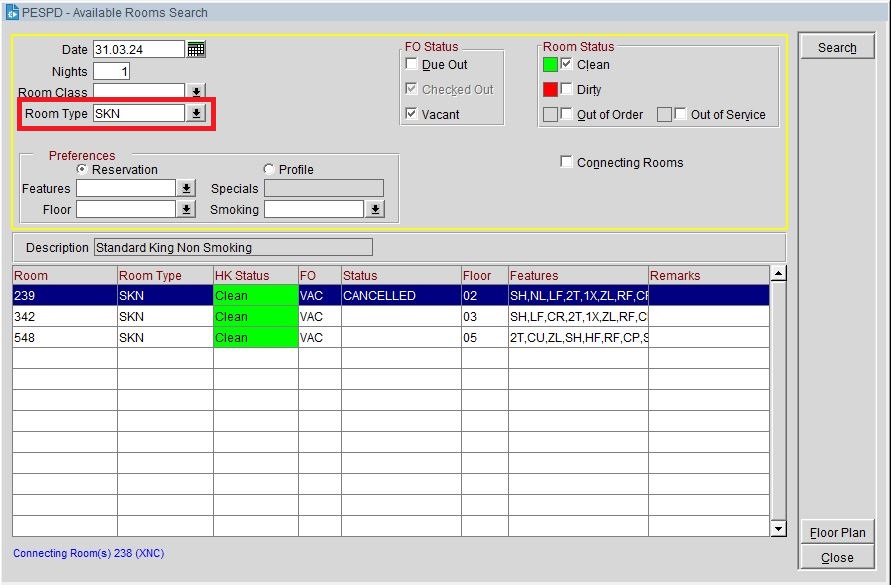 PESPD - Available Rooms Search
Date 31.03.24
Nights 1
Room Class
Room Type SKN
FO Status
Due Out
Checked Out
Vacant
Room Status
Clean
Dirty
Out of Order Out of Service
Connecting Rooms
Preferences
Reservation Profile
Features Specials
Floor Smoking
Search
Description Standard King Non Smoking
Room Room Type HK Status FO Status Floor Features Remarks
239 SKN Clean VAC CANCELLED 02 SH,NL,LF,2T,1X,ZL,RF,CF
342 SKN Clean VAC 03 SH,LF,CR,2T,1X,ZL,RF,C
548 SKN Clean VAC 05 2T,CU,ZL,SH,HF,RF,CP,S
Connecting Room(s) 238 (XNC)
Floor Plan
Close